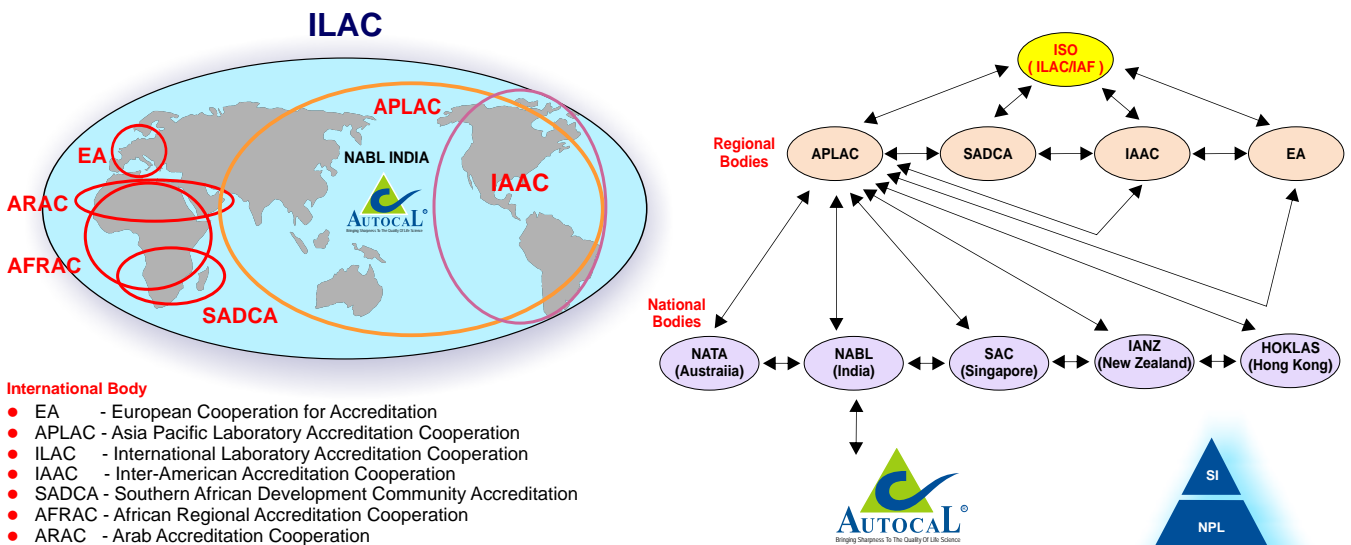 ILAC
APLAC
EA
NABL INDIA
IAAC
ARAC
AUTOCAL®
Bringing Sharpness To The Quality Of Life Science
AFRAC
SADCA
International Body
● EA - European Cooperation for Accreditation
● APLAC - Asia Pacific Laboratory Accreditation Cooperation
● ILAC - International Laboratory Accreditation Cooperation
● IAAC - Inter-American Accreditation Cooperation
● SADCA - Southern African Development Community Accreditation
● AFRAC - African Regional Accreditation Cooperation
● ARAC - Arab Accreditation Cooperation
ISO
( ILAC/IAF )
Regional
Bodies
APLAC
SADCA
IAAC
EA
National
Bodies
NATA
(Austraiia)
NABL
(India)
SAC
(Singapore)
IANZ
(New Zealand)
HOKLAS
(Hong Kong)
AUTOCAL®
Bringing Sharpness To The Quality Of Life Science
SI
NPL